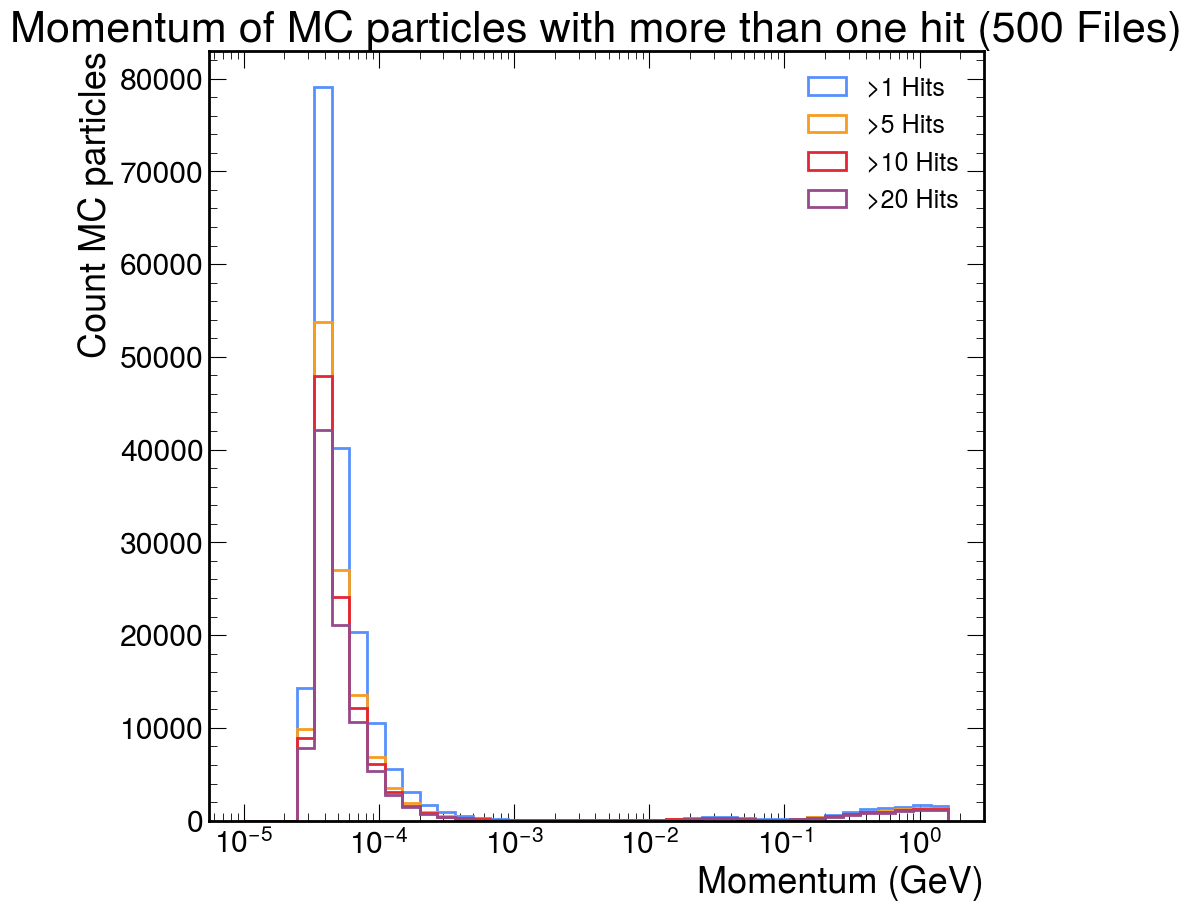 Momentum of MC particles with more than one hit (500 Files)
Count MC particles
80000
70000
60000
50000
40000
30000
20000
10000
0
>1 Hits
>5 Hits
>10 Hits
>20 Hits
10⁻⁵ 10⁻⁴ 10⁻³ 10⁻² 10⁻¹ 10⁰
Momentum (GeV)